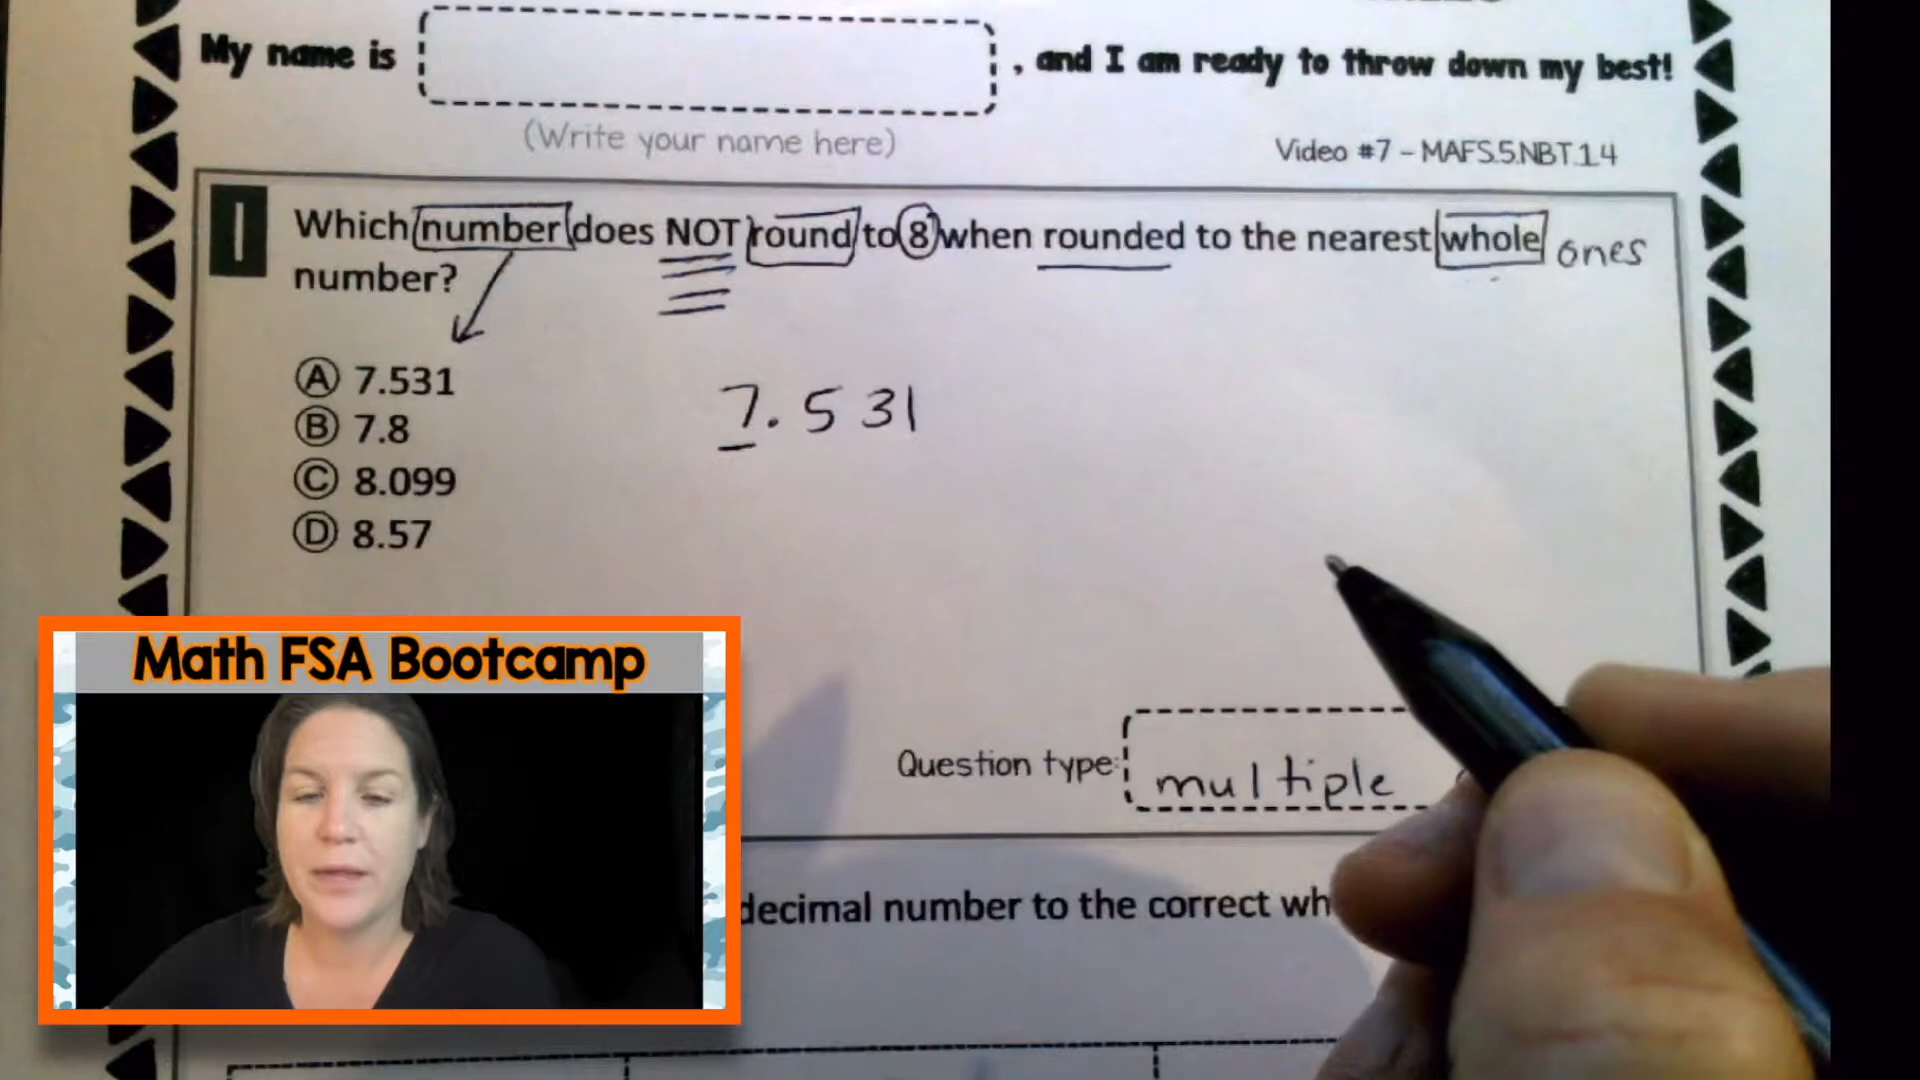 My name is , and I am ready to throw down my best!
(Write your name here)
Video #7 - MAFS.5.NBT.1.4
1 Which number does NOT round to 8 when rounded to the nearest whole ones
number?
A 7.531
B 7.8
C 8.099
D 8.57
7.531
Math FSA Bootcamp
Question type: multiple
decimal number to the correct wh